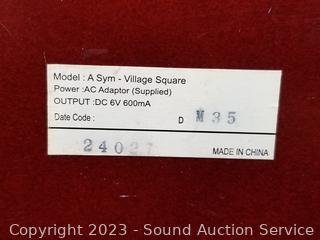 Model : A Sym - Village Square
Power :AC Adaptor (Supplied)
OUTPUT :DC 6V 600mA
Date Code : D M35
24027 MADE IN CHINA
Copyright 2023 - Sound Auction Service